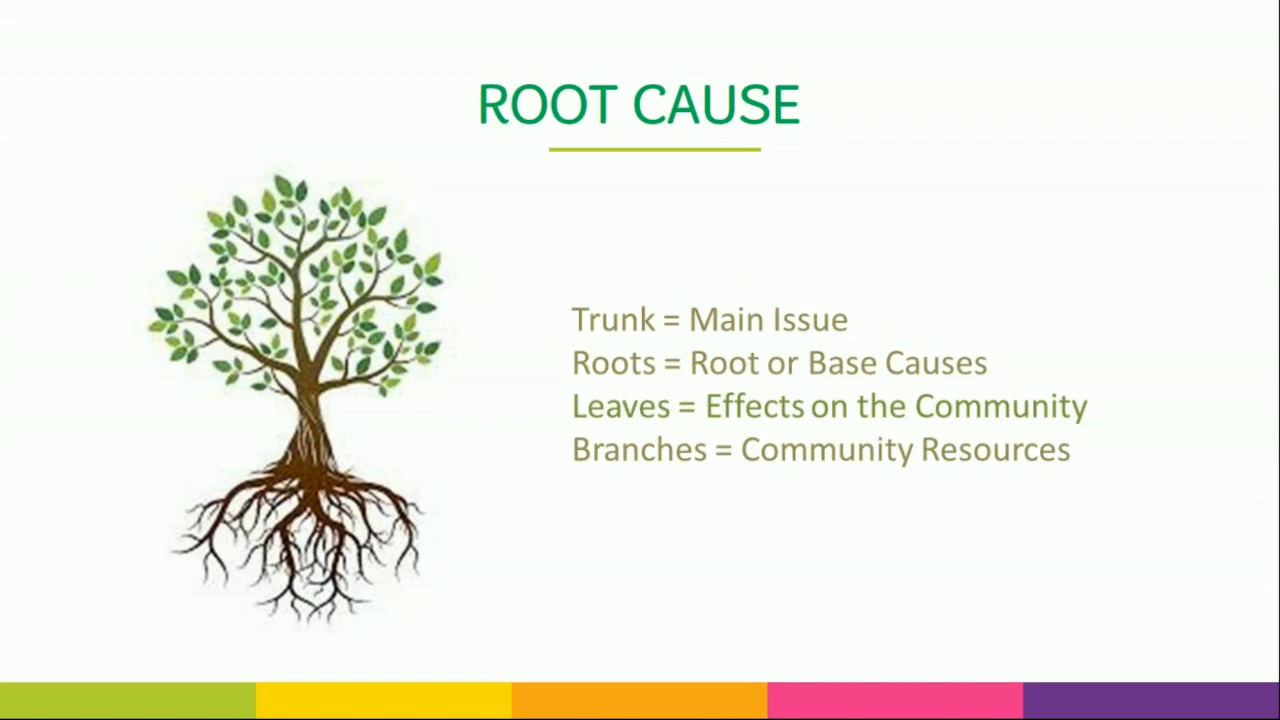 ROOT CAUSE
Trunk = Main Issue
Roots = Root or Base Causes
Leaves = Effects on the Community
Branches = Community Resources